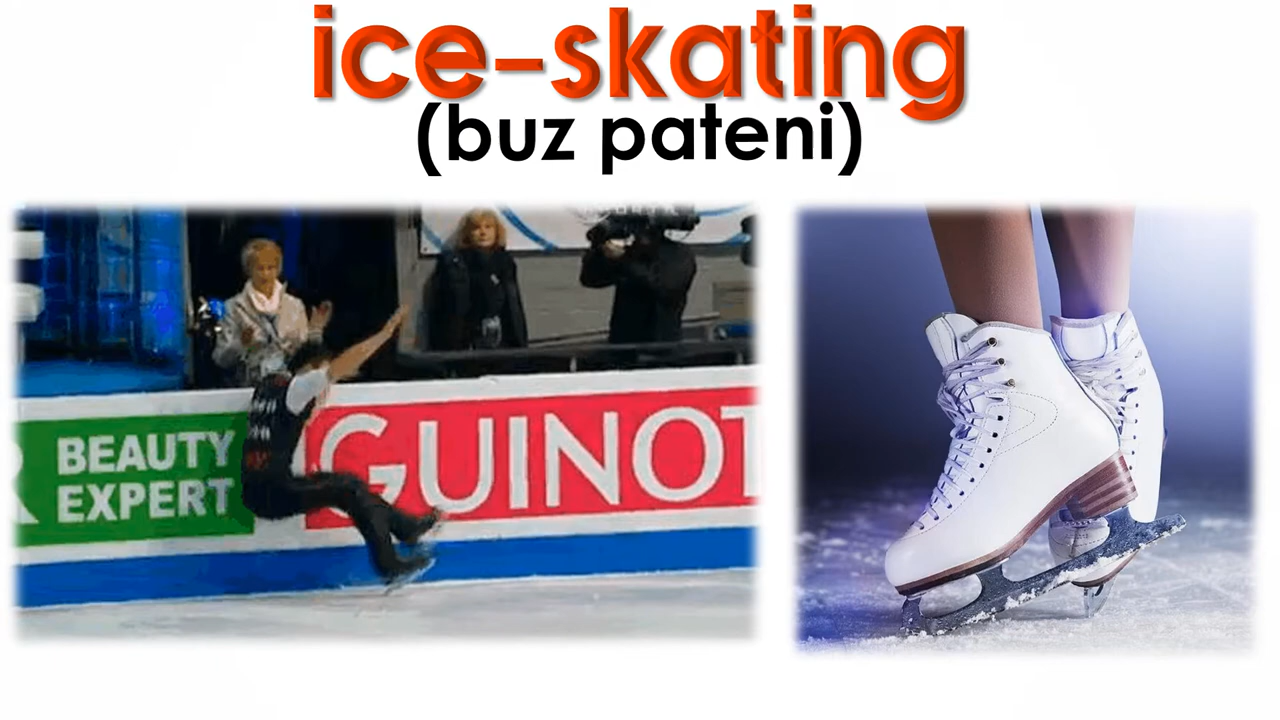 ice-skating
(buz pateni)
BEAUTY
EXPERT
GUINOT